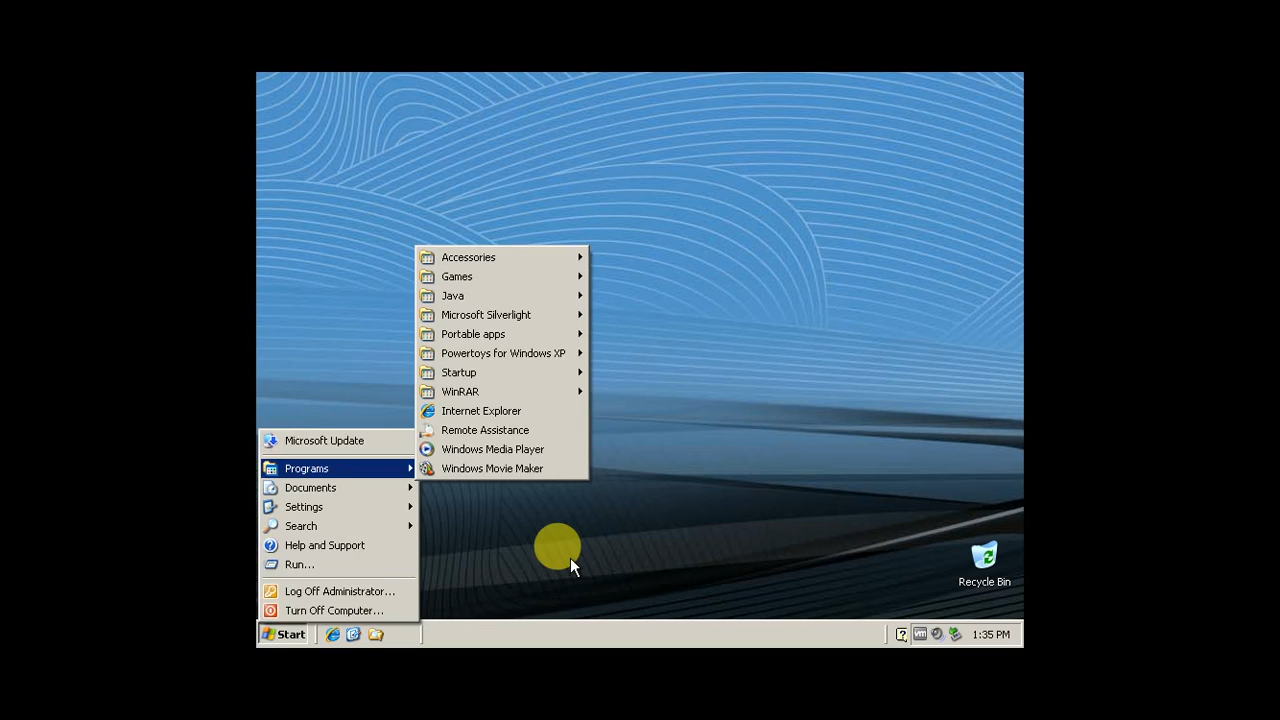 Accessories
Games
Java
Microsoft Silverlight
Portable apps
Powertoys for Windows XP
Startup
WinRAR
Internet Explorer
Remote Assistance
Windows Media Player
Windows Movie Maker
Microsoft Update
Programs
Documents
Settings
Search
Help and Support
Run...
Log Off Administrator...
Turn Off Computer...
Recycle Bin
Start
?
vm
1:35 PM